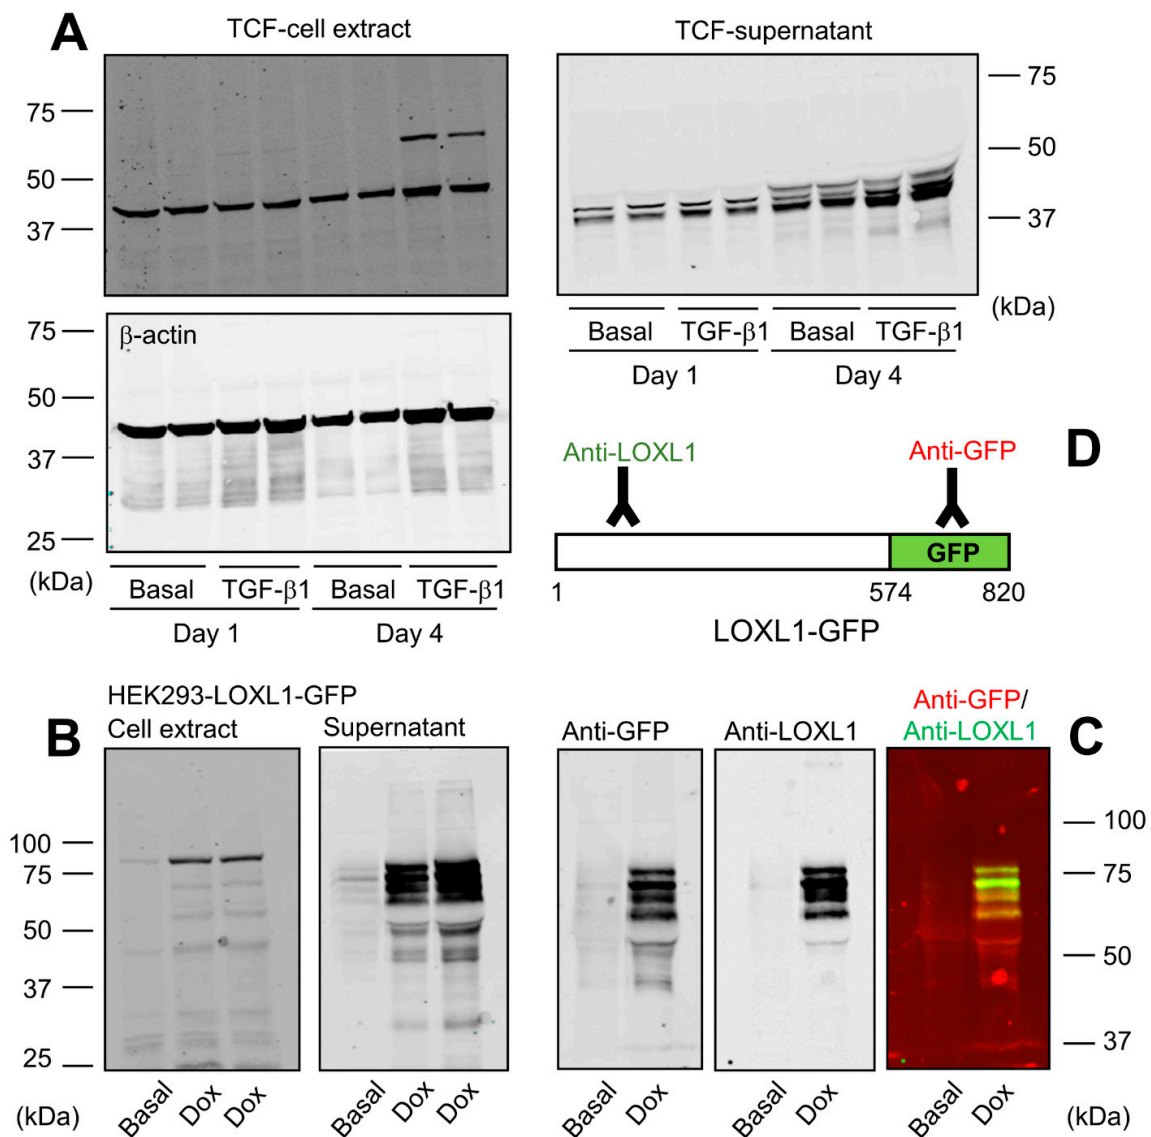 A
TCF-cell extract
75
50
37
β-actin
75
50
37
25
(kDa)
Basal TGF-β1 Basal TGF-β1
Day 1 Day 4
TCF-supernatant
75
50
37
(kDa)
Basal TGF-β1 Basal TGF-β1
Day 1 Day 4
D
Anti-LOXL1 Anti-GFP
GFP
1 574 820
LOXL1-GFP
B
HEK293-LOXL1-GFP
Cell extract Supernatant
100
75
50
37
25
(kDa)
Basal Dox Dox Basal Dox Dox
C
Anti-GFP Anti-LOXL1 Anti-GFP/
Anti-LOXL1
100
75
50
37
(kDa)
Basal Dox Basal Dox Basal Dox